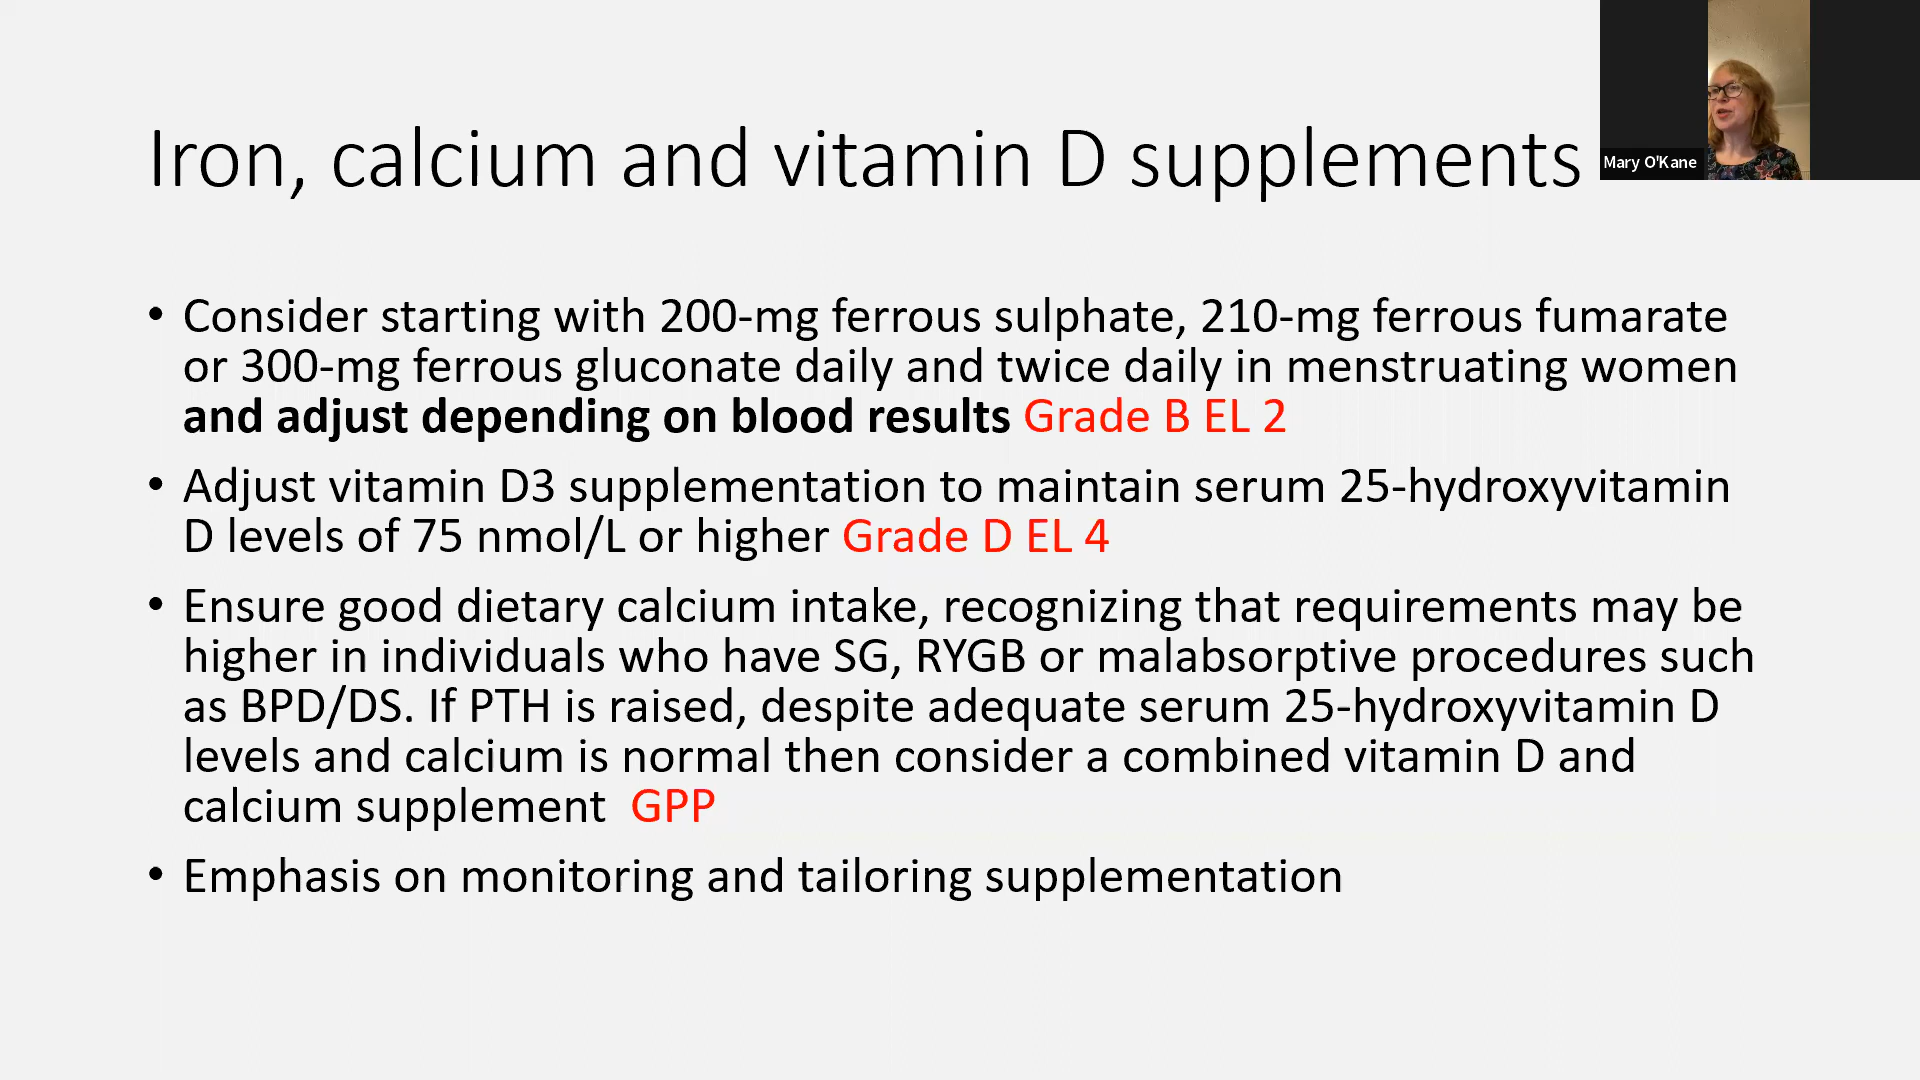 Mary O'Kane
Iron, calcium and vitamin D supplements
• Consider starting with 200-mg ferrous sulphate, 210-mg ferrous fumarate
or 300-mg ferrous gluconate daily and twice daily in menstruating women
and adjust depending on blood results Grade B EL 2
• Adjust vitamin D3 supplementation to maintain serum 25-hydroxyvitamin
D levels of 75 nmol/L or higher Grade D EL 4
• Ensure good dietary calcium intake, recognizing that requirements may be
higher in individuals who have SG, RYGB or malabsorptive procedures such
as BPD/DS. If PTH is raised, despite adequate serum 25-hydroxyvitamin D
levels and calcium is normal then consider a combined vitamin D and
calcium supplement GPP
• Emphasis on monitoring and tailoring supplementation